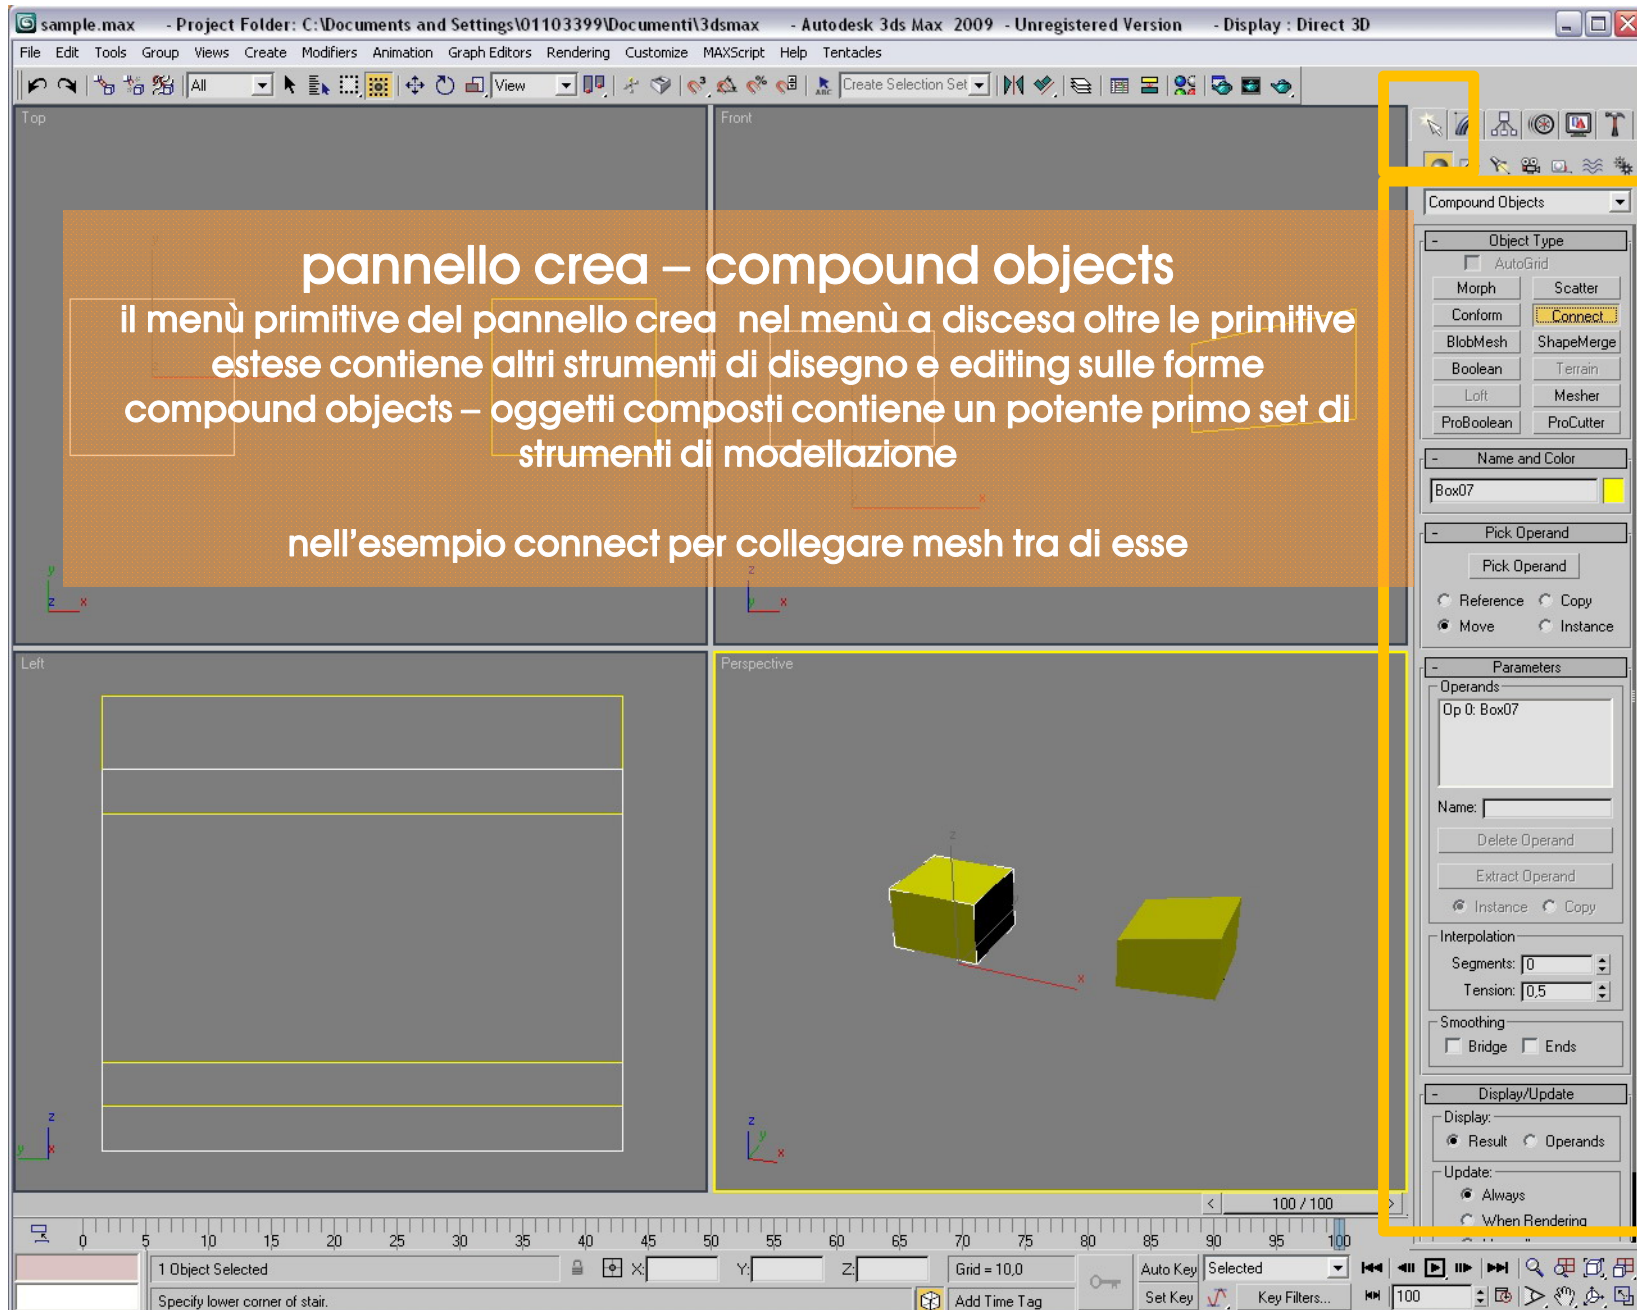 sample.max - Project Folder: C:\Documents and Settings\01103399\Documenti\3dsmax - Autodesk 3ds Max 2009 - Unregistered Version - Display : Direct 3D
File Edit Tools Group Views Create Modifiers Animation Graph Editors Rendering Customize MAXScript Help Tentacles
All View Create Selection Set
Top Front
pannello crea – compound objects
il menù primitive del pannello crea nel menù a discesa oltre le primitive
estese contiene altri strumenti di disegno e editing sulle forme
compound objects – oggetti composti contiene un potente primo set di
strumenti di modellazione
nell'esempio connect per collegare mesh tra di esse
y
z x
z
y x
x
Left Perspective
z
x
z
y x
z
y
x
Compound Objects
- Object Type
AutoGrid
Morph Scatter
Conform Connect
BlobMesh ShapeMerge
Boolean Terrain
Loft Mesher
ProBoolean ProCutter
- Name and Color
Box07
- Pick Operand
Pick Operand
Reference Copy
Move Instance
- Parameters
Operands
Op 0: Box07
Name:
Delete Operand
Extract Operand
Instance Copy
Interpolation
Segments: 0
Tension: 0,5
Smoothing
Bridge Ends
- Display/Update
Display:
Result Operands
Update:
Always
When Rendering
< 100 / 100 >
0 5 10 15 20 25 30 35 40 45 50 55 60 65 70 75 80 85 90 95 100
1 Object Selected X: Y: Z: Grid = 10,0 Auto Key Selected
Specify lower corner of stair. Add Time Tag Set Key Key Filters... 100